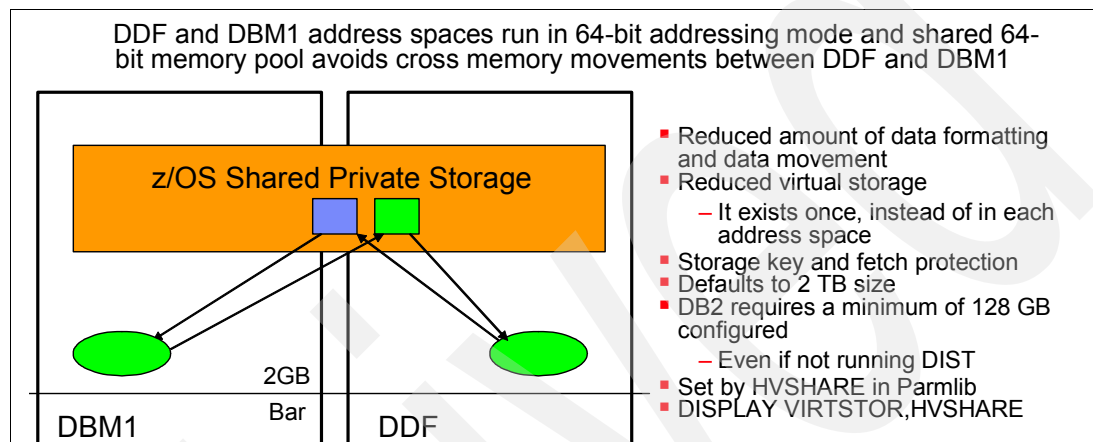 DDF and DBM1 address spaces run in 64-bit addressing mode and shared 64-
bit memory pool avoids cross memory movements between DDF and DBM1
z/OS Shared Private Storage
2GB
Bar
DBM1
DDF
Reduced amount of data formatting
and data movement
Reduced virtual storage
– It exists once, instead of in each
address space
Storage key and fetch protection
Defaults to 2 TB size
DB2 requires a minimum of 128 GB
configured
– Even if not running DIST
Set by HVSHARE in Parmlib
DISPLAY VIRTSTOR,HVSHARE